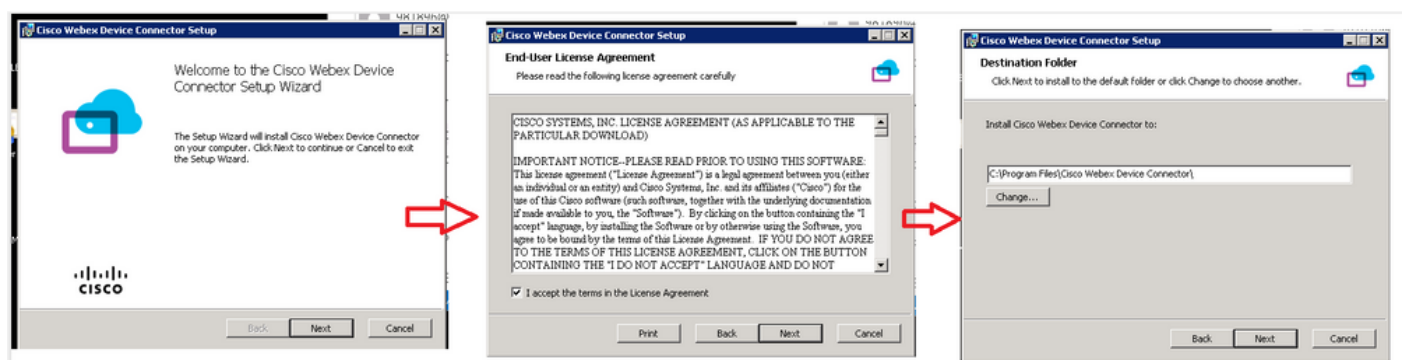 Cisco Webex Device Connector Setup
Welcome to the Cisco Webex Device
Connector Setup Wizard
The Setup Wizard will install Cisco Webex Device Connector
on your computer. Click Next to continue or Cancel to exit
the Setup Wizard.
CISCO
Back
Next
Cancel
Cisco Webex Device Connector Setup
End-User License Agreement
Please read the following license agreement carefully
CISCO SYSTEMS, INC. LICENSE AGREEMENT (AS APPLICABLE TO THE
PARTICULAR DOWNLOAD)
IMPORTANT NOTICE--PLEASE READ PRIOR TO USING THIS SOFTWARE:
This license agreement ("License Agreement") is a legal agreement between you (either
an individual or an entity) and Cisco Systems, Inc. and its affiliates ("Cisco") for the
use of this Cisco software (such software, together with the underlying documentation
if made available to you, the "Software"). By clicking on the button containing the "I
accept" language, by installing the Software or by otherwise using the Software, you
agree to be bound by the terms of this License Agreement. IF YOU DO NOT AGREE
TO THE TERMS OF THIS LICENSE AGREEMENT, CLICK ON THE BUTTON
CONTAINING THE "I DO NOT ACCEPT" LANGUAGE AND DO NOT
I accept the terms in the License Agreement
Print
Back
Next
Cancel
Cisco Webex Device Connector Setup
Destination Folder
Click Next to install to the default folder or click Change to choose another.
Install Cisco Webex Device Connector to:
C:\Program Files\Cisco Webex Device Connector\
Change...
Back
Next
Cancel